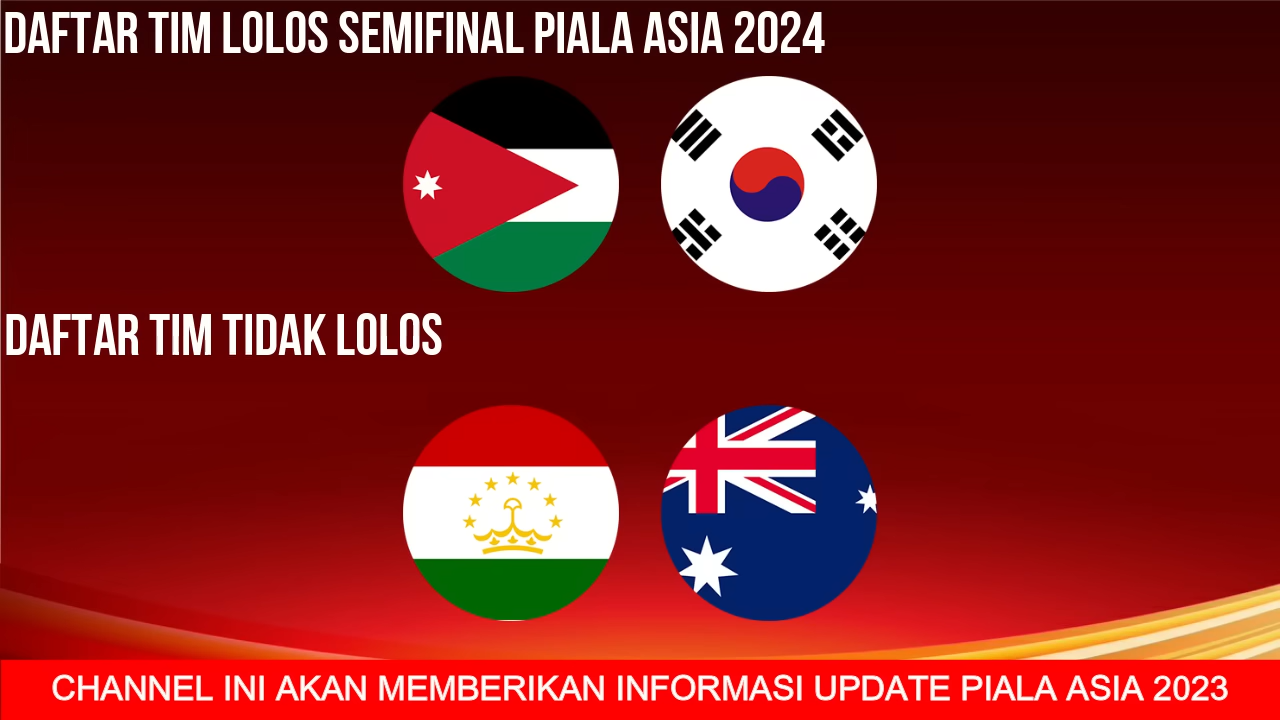 DAFTAR TIM LOLOS SEMIFINAL PIALA ASIA 2024
DAFTAR TIM TIDAK LOLOS
CHANNEL INI AKAN MEMBERIKAN INFORMASI UPDATE PIALA ASIA 2023